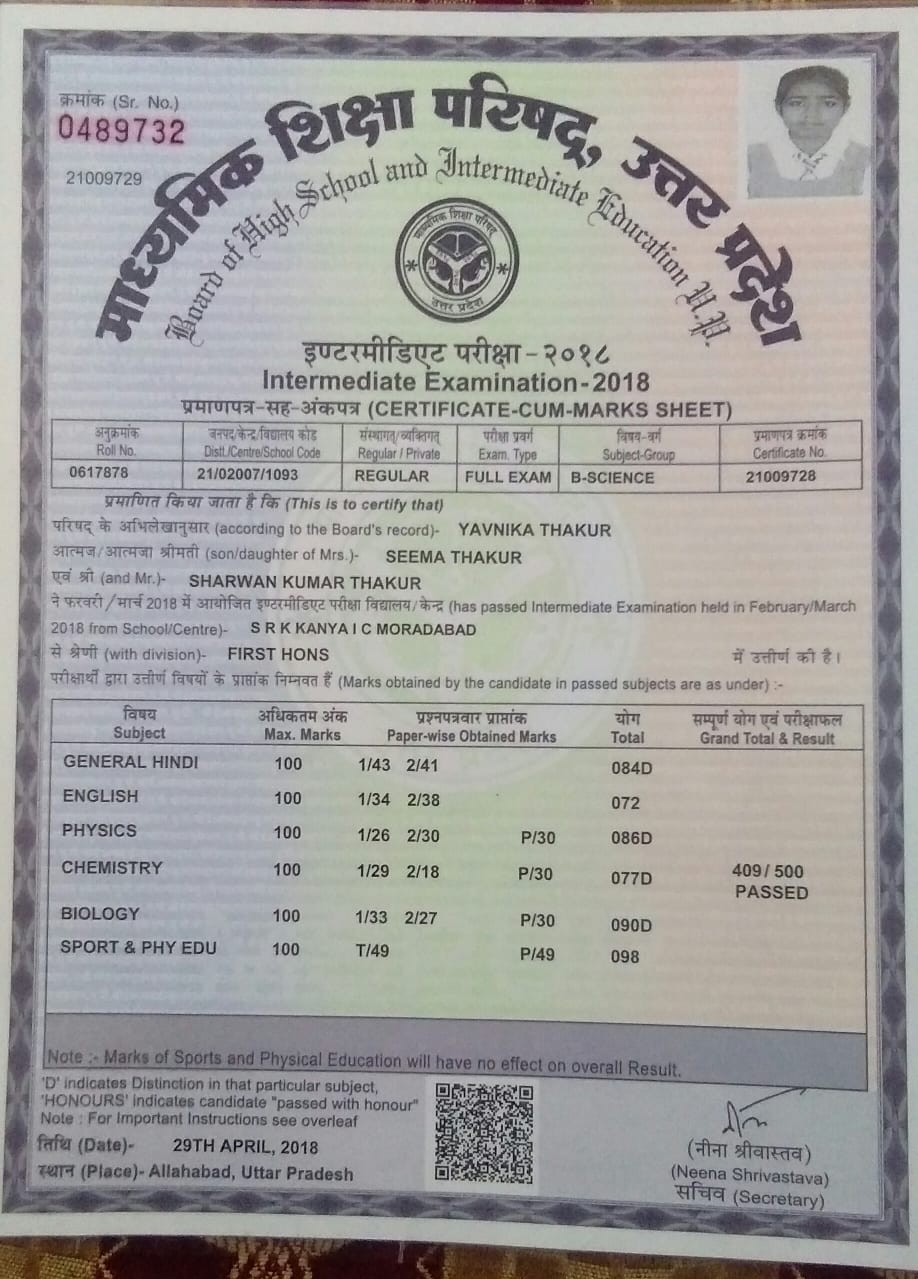 क्रमांक (Sr. No.)
0489732
21009729
माध्यमिक शिक्षा परिषद्, उत्तर प्रदेश
Board of High School and Intermediate Education U.P.
माध्यमिक शिक्षा परिषद्
उत्तर प्रदेश
इण्टरमीडिएट परीक्षा - २०१८
Intermediate Examination - 2018
प्रमाणपत्र-सह-अंकपत्र (CERTIFICATE-CUM-MARKS SHEET)
अनुक्रमांक जनपद/केन्द्र/विद्यालय कोड संस्थागत/व्यक्तिगत परीक्षा प्रवर्ग विषय-वर्ग प्रमाणपत्र क्रमांक
Roll No. Distt./Centre/School Code Regular / Private Exam. Type Subject-Group Certificate No.
0617878 21/02007/1093 REGULAR FULL EXAM B-SCIENCE 21009728
प्रमाणित किया जाता है कि (This is to certify that)
परिषद् के अभिलेखानुसार (according to the Board's record)- YAVNIKA THAKUR
आत्मज/आत्मजा श्रीमती (son/daughter of Mrs.)- SEEMA THAKUR
एवं श्री (and Mr.)- SHARWAN KUMAR THAKUR
ने फरवरी/मार्च 2018 में आयोजित इण्टरमीडिएट परीक्षा विद्यालय/केन्द्र (has passed Intermediate Examination held in February/March
2018 from School/Centre)- S R K KANYA I C MORADABAD
से श्रेणी (with division)- FIRST HONS में उत्तीर्ण की है।
परीक्षार्थी द्वारा उत्तीर्ण विषयों के प्राप्तांक निम्नवत हैं (Marks obtained by the candidate in passed subjects are as under) :-
विषय अधिकतम अंक प्रश्नपत्रवार प्राप्तांक योग सम्पूर्ण योग एवं परीक्षाफल
Subject Max. Marks Paper-wise Obtained Marks Total Grand Total & Result
GENERAL HINDI 100 1/43 2/41 084D
ENGLISH 100 1/34 2/38 072
PHYSICS 100 1/26 2/30 P/30 086D
CHEMISTRY 100 1/29 2/18 P/30 077D 409/ 500
PASSED
BIOLOGY 100 1/33 2/27 P/30 090D
SPORT & PHY EDU 100 T/49 P/49 098
Note :- Marks of Sports and Physical Education will have no effect on overall Result.
'D' indicates Distinction in that particular subject,
'HONOURS' indicates candidate "passed with honour"
Note : For Important Instructions see overleaf
तिथि (Date)- 29TH APRIL, 2018
स्थान (Place)- Allahabad, Uttar Pradesh
(नीना श्रीवास्तव)
(Neena Shrivastava)
सचिव (Secretary)